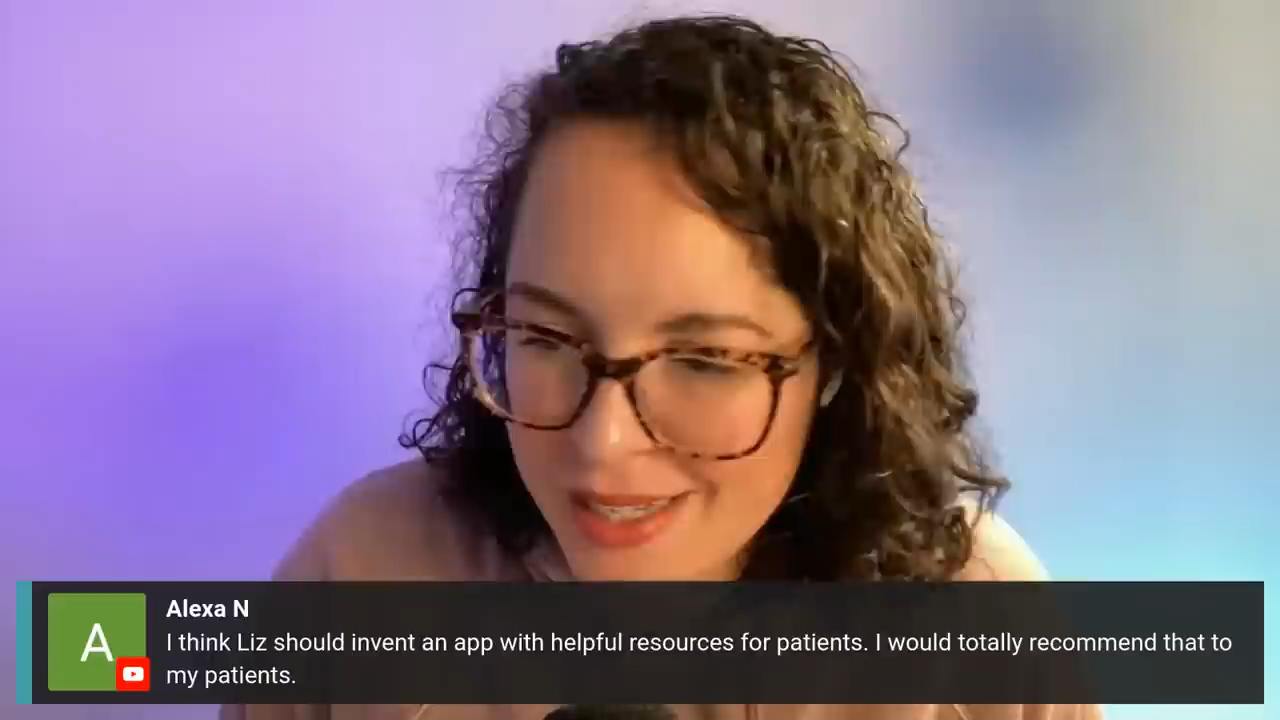 Alexa N
A
I think Liz should invent an app with helpful resources for patients. I would totally recommend that to
my patients.